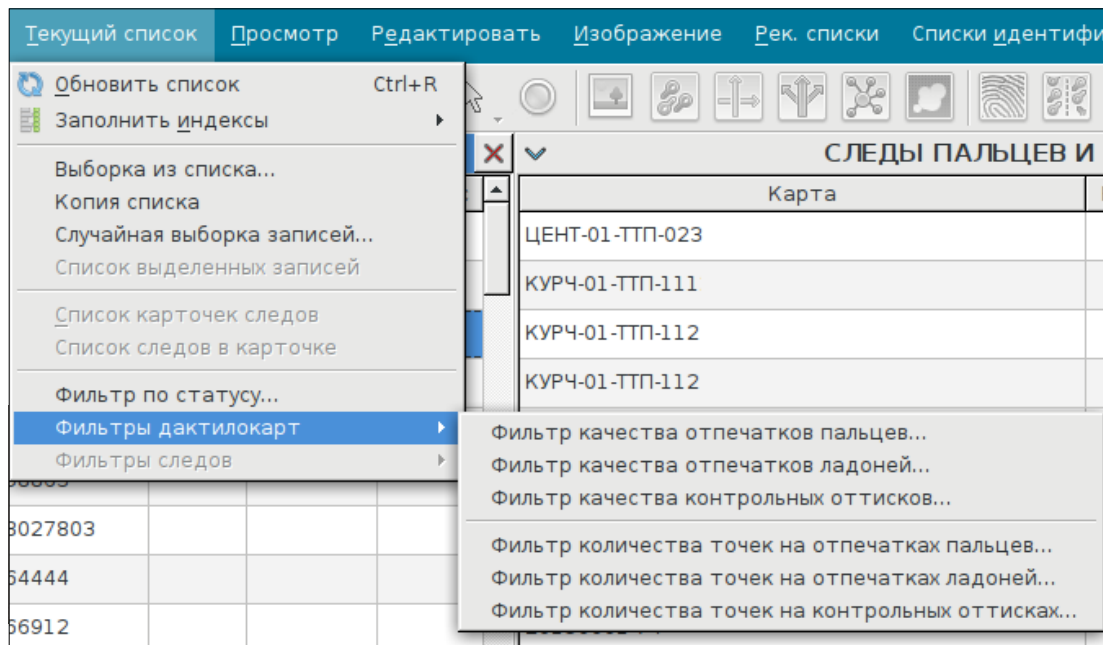 Текущий список Просмотр Редактировать Изображение Рек. списки Списки идентифи
Обновить список Ctrl+R
Заполнить индексы
Выборка из списка...
Копия списка
Случайная выборка записей...
Список выделенных записей
Список карточек следов
Список следов в карточке
Фильтр по статусу...
Фильтры дактилокарт
Фильтры следов
СЛЕДЫ ПАЛЬЦЕВ И
Карта
ЦЕНТ-01-ТТП-023
КУРЧ-01-ТТП-111
КУРЧ-01-ТТП-112
КУРЧ-01-ТТП-112
Фильтр качества отпечатков пальцев...
Фильтр качества отпечатков ладоней...
Фильтр качества контрольных оттисков...
Фильтр количества точек на отпечатках пальцев...
Фильтр количества точек на отпечатках ладоней...
Фильтр количества точек на контрольных оттисках...
3027803
64444
66912